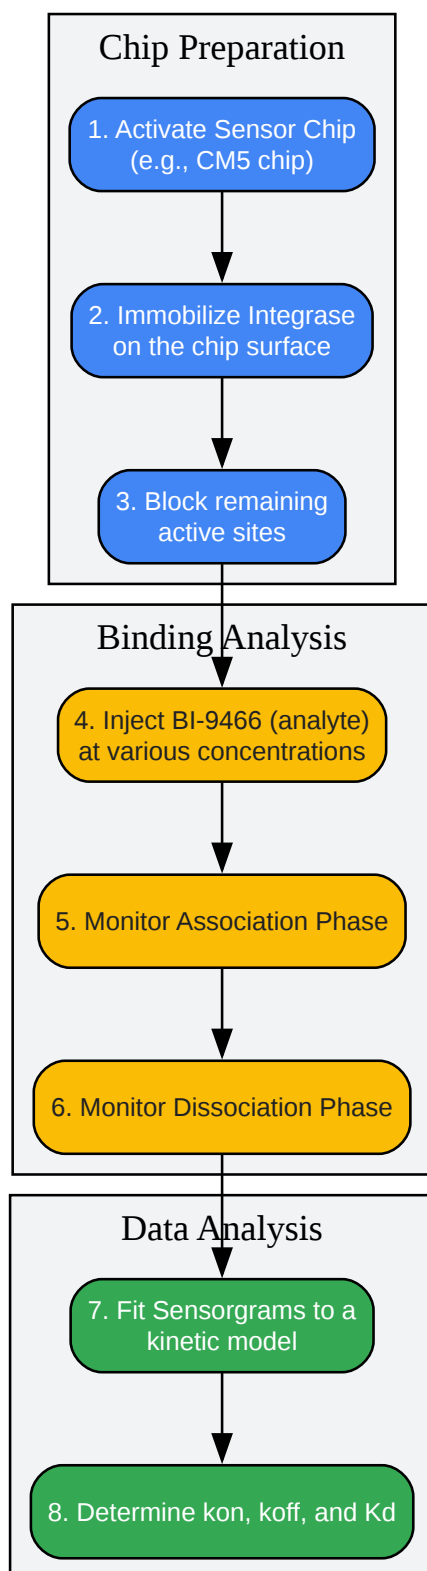 Chip Preparation
1. Activate Sensor Chip
(e.g., CM5 chip)
2. Immobilize Integrase
on the chip surface
3. Block remaining
active sites
Binding Analysis
4. Inject BI-9466 (analyte)
at various concentrations
5. Monitor Association Phase
6. Monitor Dissociation Phase
Data Analysis
7. Fit Sensorgrams to a
kinetic model
8. Determine kon, koff, and Kd